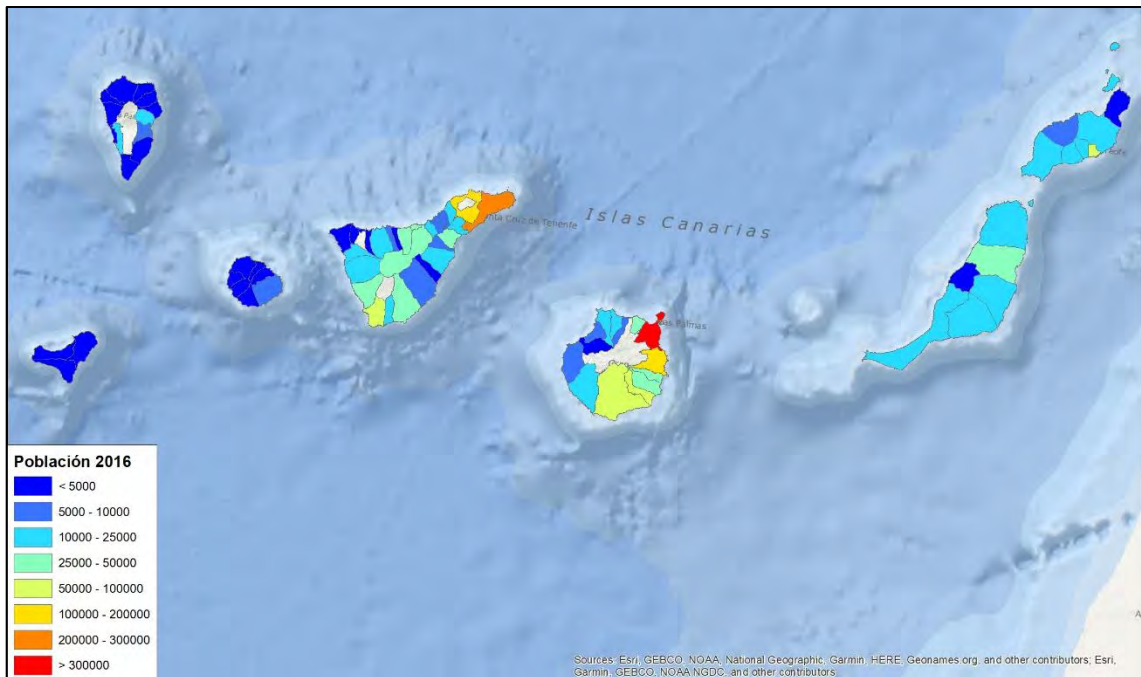 Islas Canarias
Población 2016
< 5000
5000 - 10000
10000 - 25000
25000 - 50000
50000 - 100000
100000 - 200000
200000 - 300000
> 300000
Cruz de Tenerife
Palmas
Sources: Esri, GEBCO, NOAA, National Geographic, Garmin, HERE, Geonames.org, and other contributors; Esri,
Garmin, GEBCO, NOAA NGDC, and other contributors